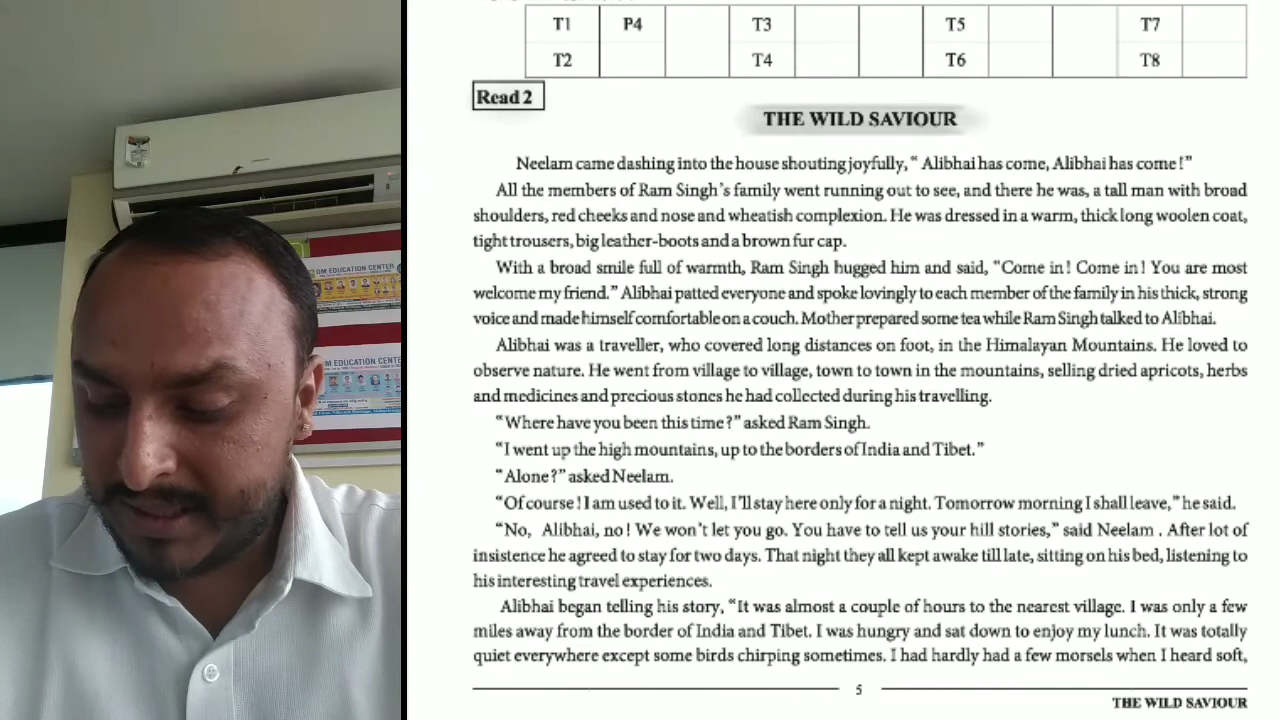 T1 P4 T3 T5 T7
T2 T4 T6 T8
Read 2
THE WILD SAVIOUR
Neelam came dashing into the house shouting joyfully, “ Alibhai has come, Alibhai has come !”
All the members of Ram Singh’s family went running out to see, and there he was, a tall man with broad
shoulders, red cheeks and nose and wheatish complexion. He was dressed in a warm, thick long woolen coat,
tight trousers, big leather-boots and a brown fur cap.
With a broad smile full of warmth, Ram Singh hugged him and said, "Come in! Come in! You are most
welcome my friend.” Alibhai patted everyone and spoke lovingly to each member of the family in his thick, strong
voice and made himself comfortable on a couch. Mother prepared some tea while Ram Singh talked to Alibhai.
Alibhai was a traveller, who covered long distances on foot, in the Himalayan Mountains. He loved to
observe nature. He went from village to village, town to town in the mountains, selling dried apricots, herbs
and medicines and precious stones he had collected during his travelling.
“Where have you been this time?” asked Ram Singh.
“I went up the high mountains, up to the borders of India and Tibet.”
“Alone?” asked Neelam.
“Of course! I am used to it. Well, I’ll stay here only for a night. Tomorrow morning I shall leave,” he said.
“No, Alibhai, no! We won’t let you go. You have to tell us your hill stories,” said Neelam . After lot of
insistence he agreed to stay for two days. That night they all kept awake till late, sitting on his bed, listening to
his interesting travel experiences.
Alibhai began telling his story, “It was almost a couple of hours to the nearest village. I was only a few
miles away from the border of India and Tibet. I was hungry and sat down to enjoy my lunch. It was totally
quiet everywhere except some birds chirping sometimes. I had hardly had a few morsels when I heard soft,
5
THE WILD SAVIOUR
DM EDUCATION CENTER
M EDUCATION CENTE